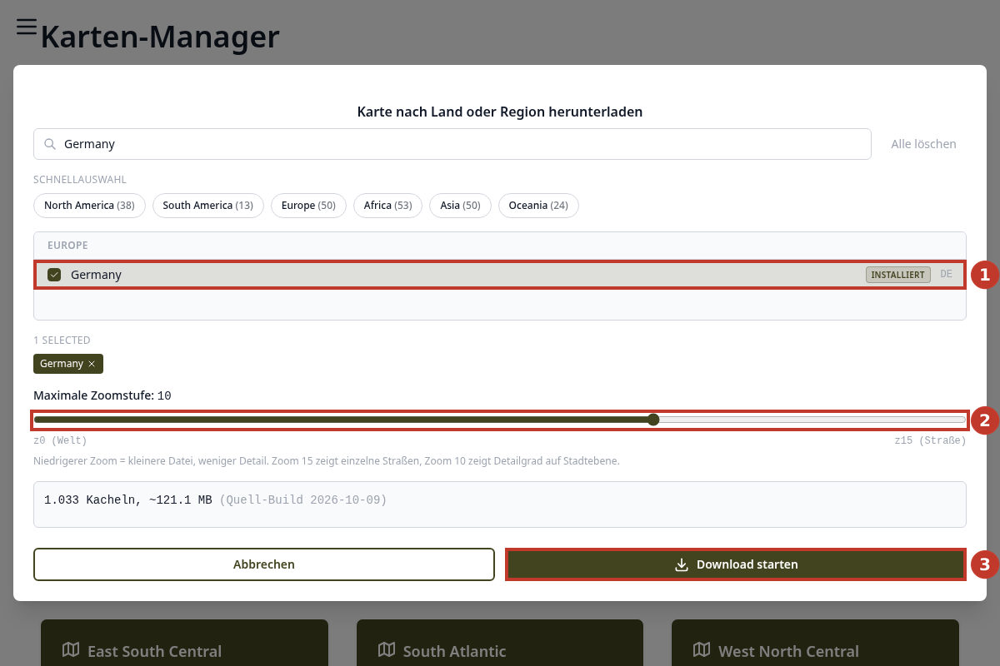 Karten-Manager
Karte nach Land oder Region herunterladen
Germany
Alle löschen
SCHNELLAUSWAHL
North America (38)
South America (13)
Europe (50)
Africa (53)
Asia (50)
Oceania (24)
EUROPE
Germany
INSTALLIERT
DE
1
1 SELECTED
Germany ×
Maximale Zoomstufe: 10
2
z0 (Welt)
z15 (Straße)
Niedrigerer Zoom = kleinere Datei, weniger Detail. Zoom 15 zeigt einzelne Straßen, Zoom 10 zeigt Detailgrad auf Stadtebene.
1.033 Kacheln, ~121.1 MB (Quell-Build 2026-10-09)
Abbrechen
Download starten
3
East South Central
South Atlantic
West North Central